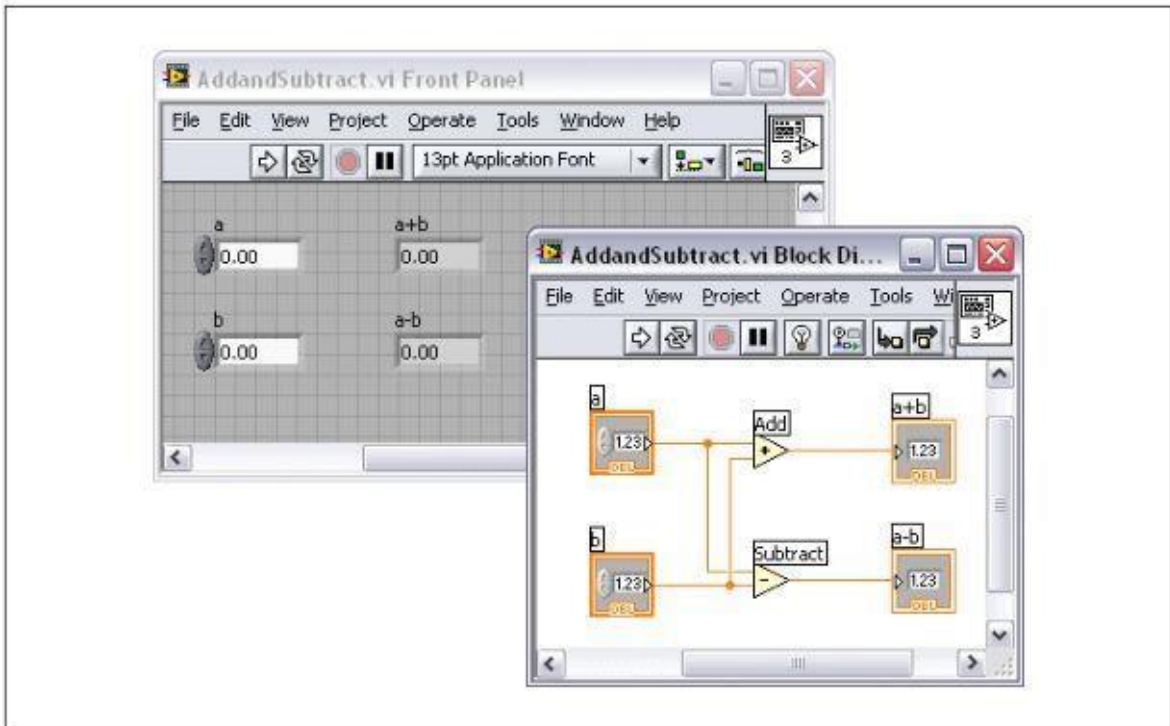 AddandSubtract.vi Front Panel
File Edit View Project Operate Tools Window Help
13pt Application Font
3
a
0.00
a+b
0.00
b
0.00
a-b
0.00
AddandSubtract.vi Block Di...
File Edit View Project Operate Tools Wi
3
a
1.23
DBL
Add
+
a+b
1.23
DBL
b
1.23
DBL
Subtract
-
a-b
1.23
DBL